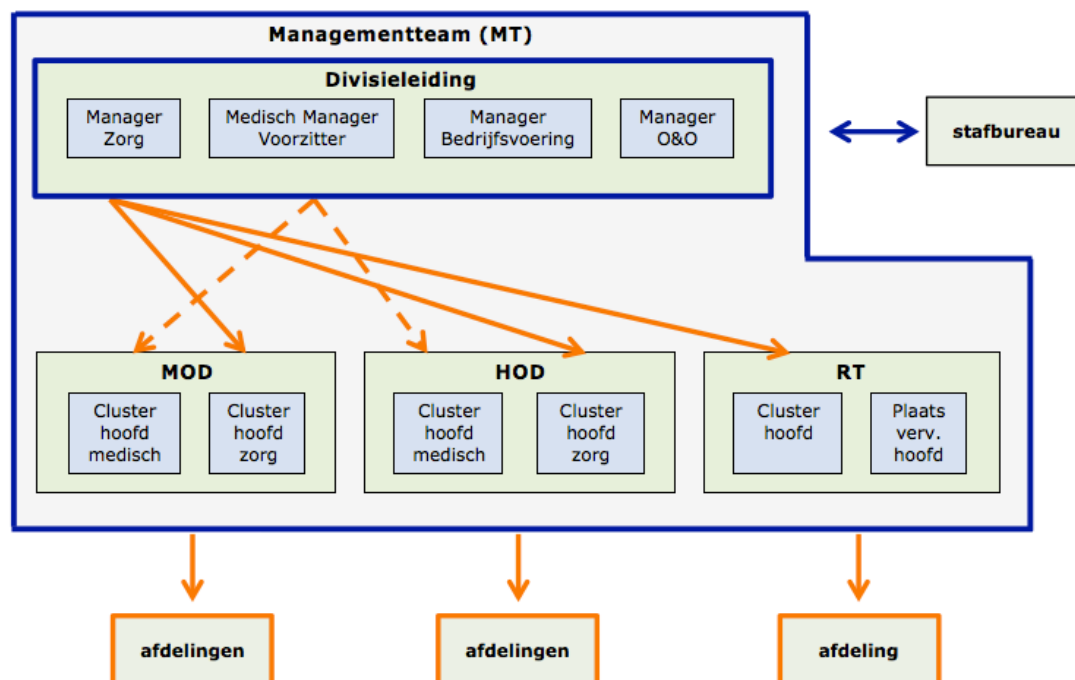 Managementteam (MT)
Divisieleiding
Manager
Zorg
Medisch Manager
Voorzitter
Manager
Bedrijfsvoering
Manager
O&O
stafbureau
MOD
Cluster
hoofd
medisch
Cluster
hoofd
zorg
HOD
Cluster
hoofd
medisch
Cluster
hoofd
zorg
RT
Cluster
hoofd
Plaats
verv.
hoofd
afdelingen
afdelingen
afdeling